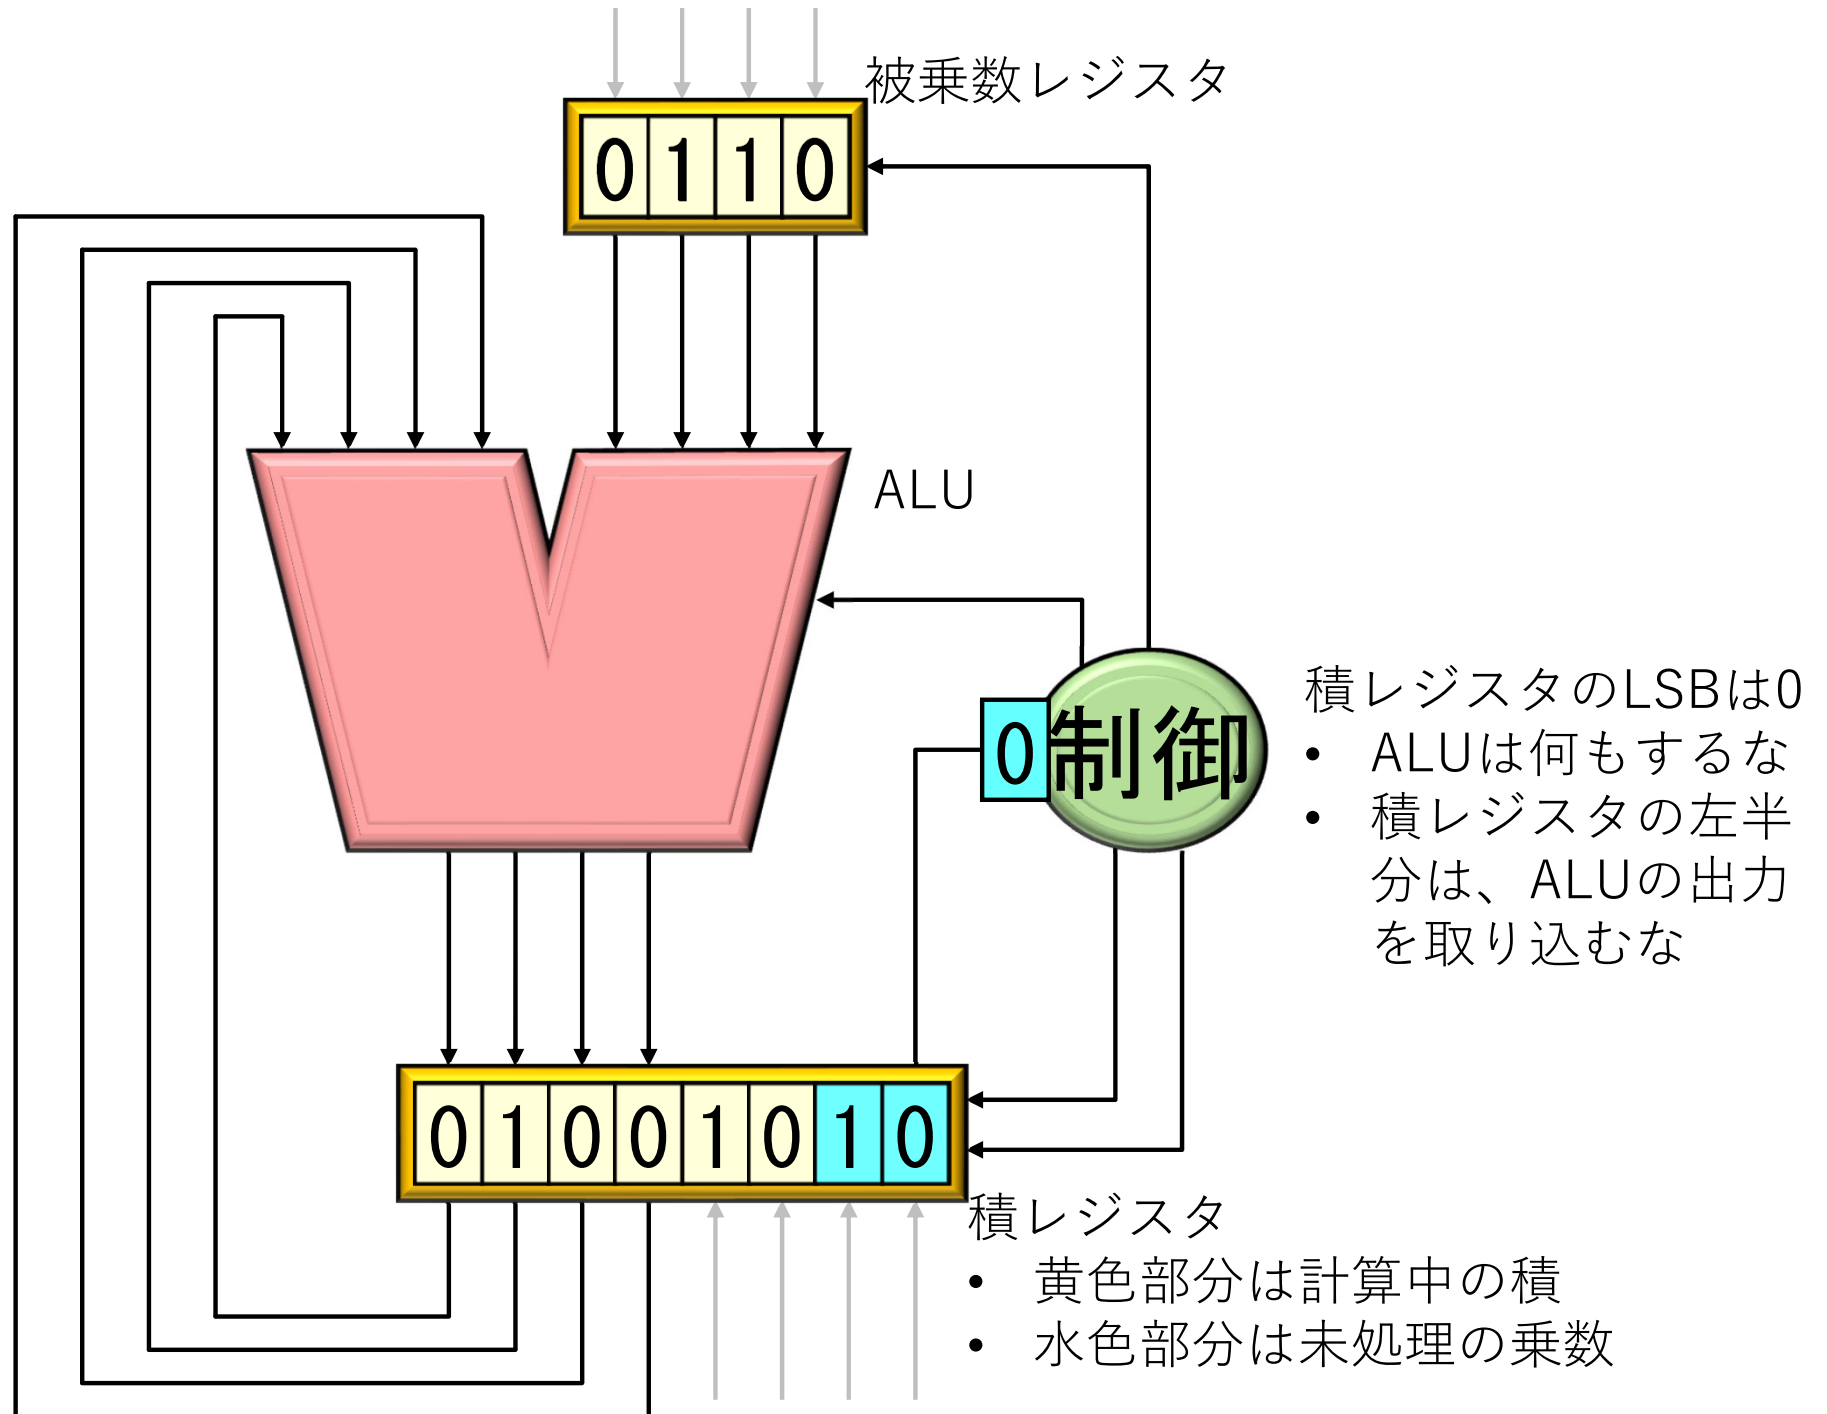 被乗数レジスタ
0110
ALU
0制御
積レジスタのLSBは0
• ALUは何もするな
• 積レジスタの左半
分は、ALUの出力
を取り込むな
01001010
積レジスタ
• 黄色部分は計算中の積
• 水色部分は未処理の乗数